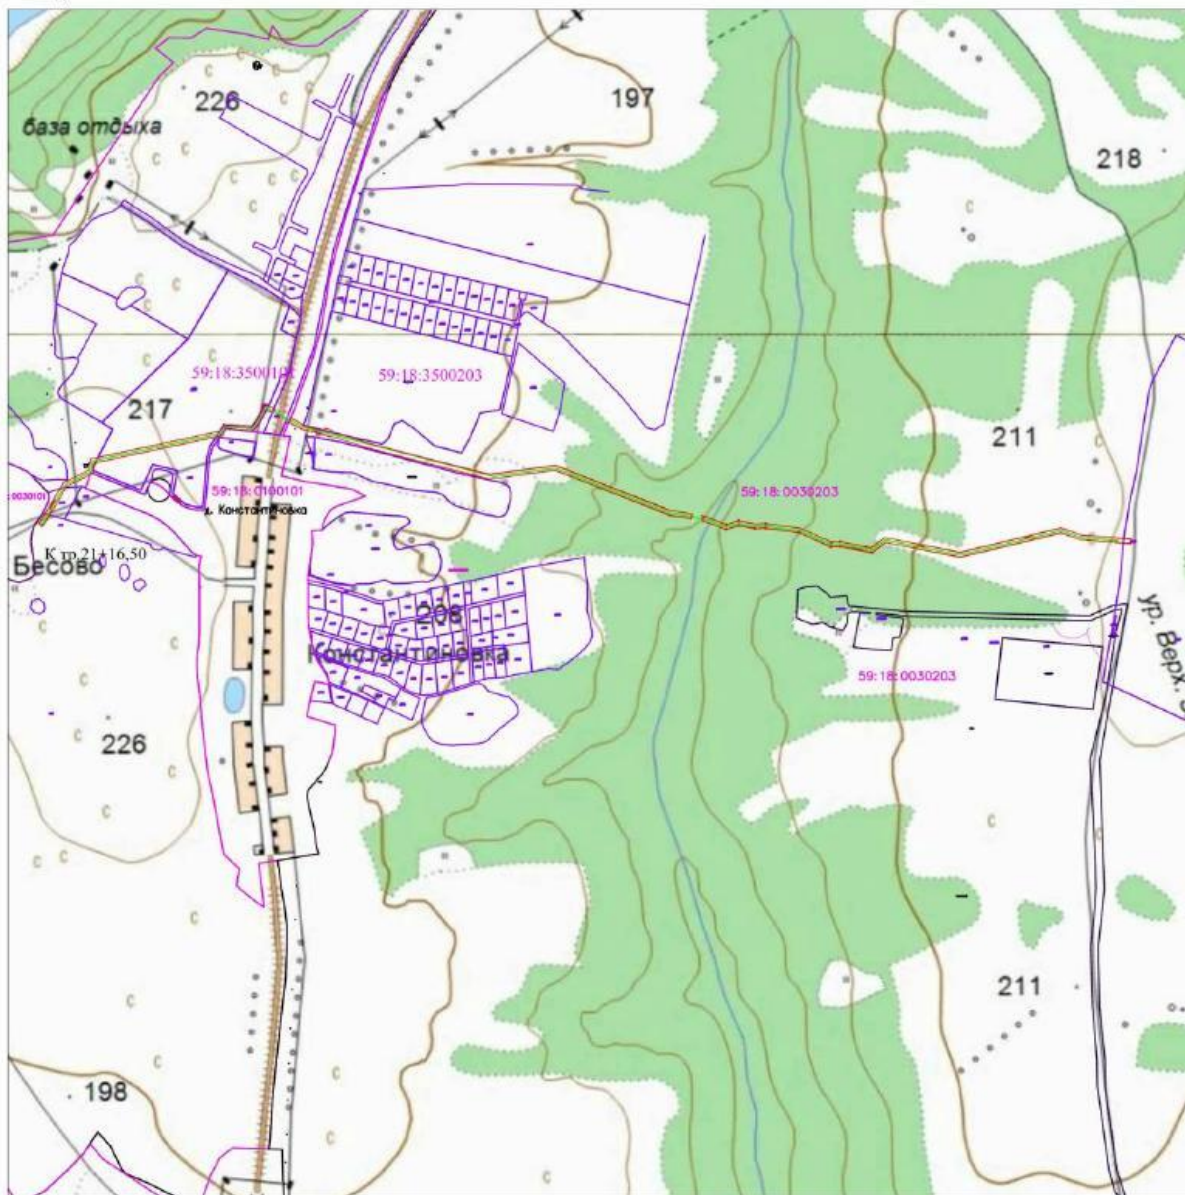 226
197
база отдыха
218
59:18:3500101
59:18:3500203
217
211
:0030101
59:18:0100101
59:18:0030203
д. Константиновка
К тр.21+16,50
Бесово
208
Константиновка
59:18:0030203
ур. Верх.
226
211
198